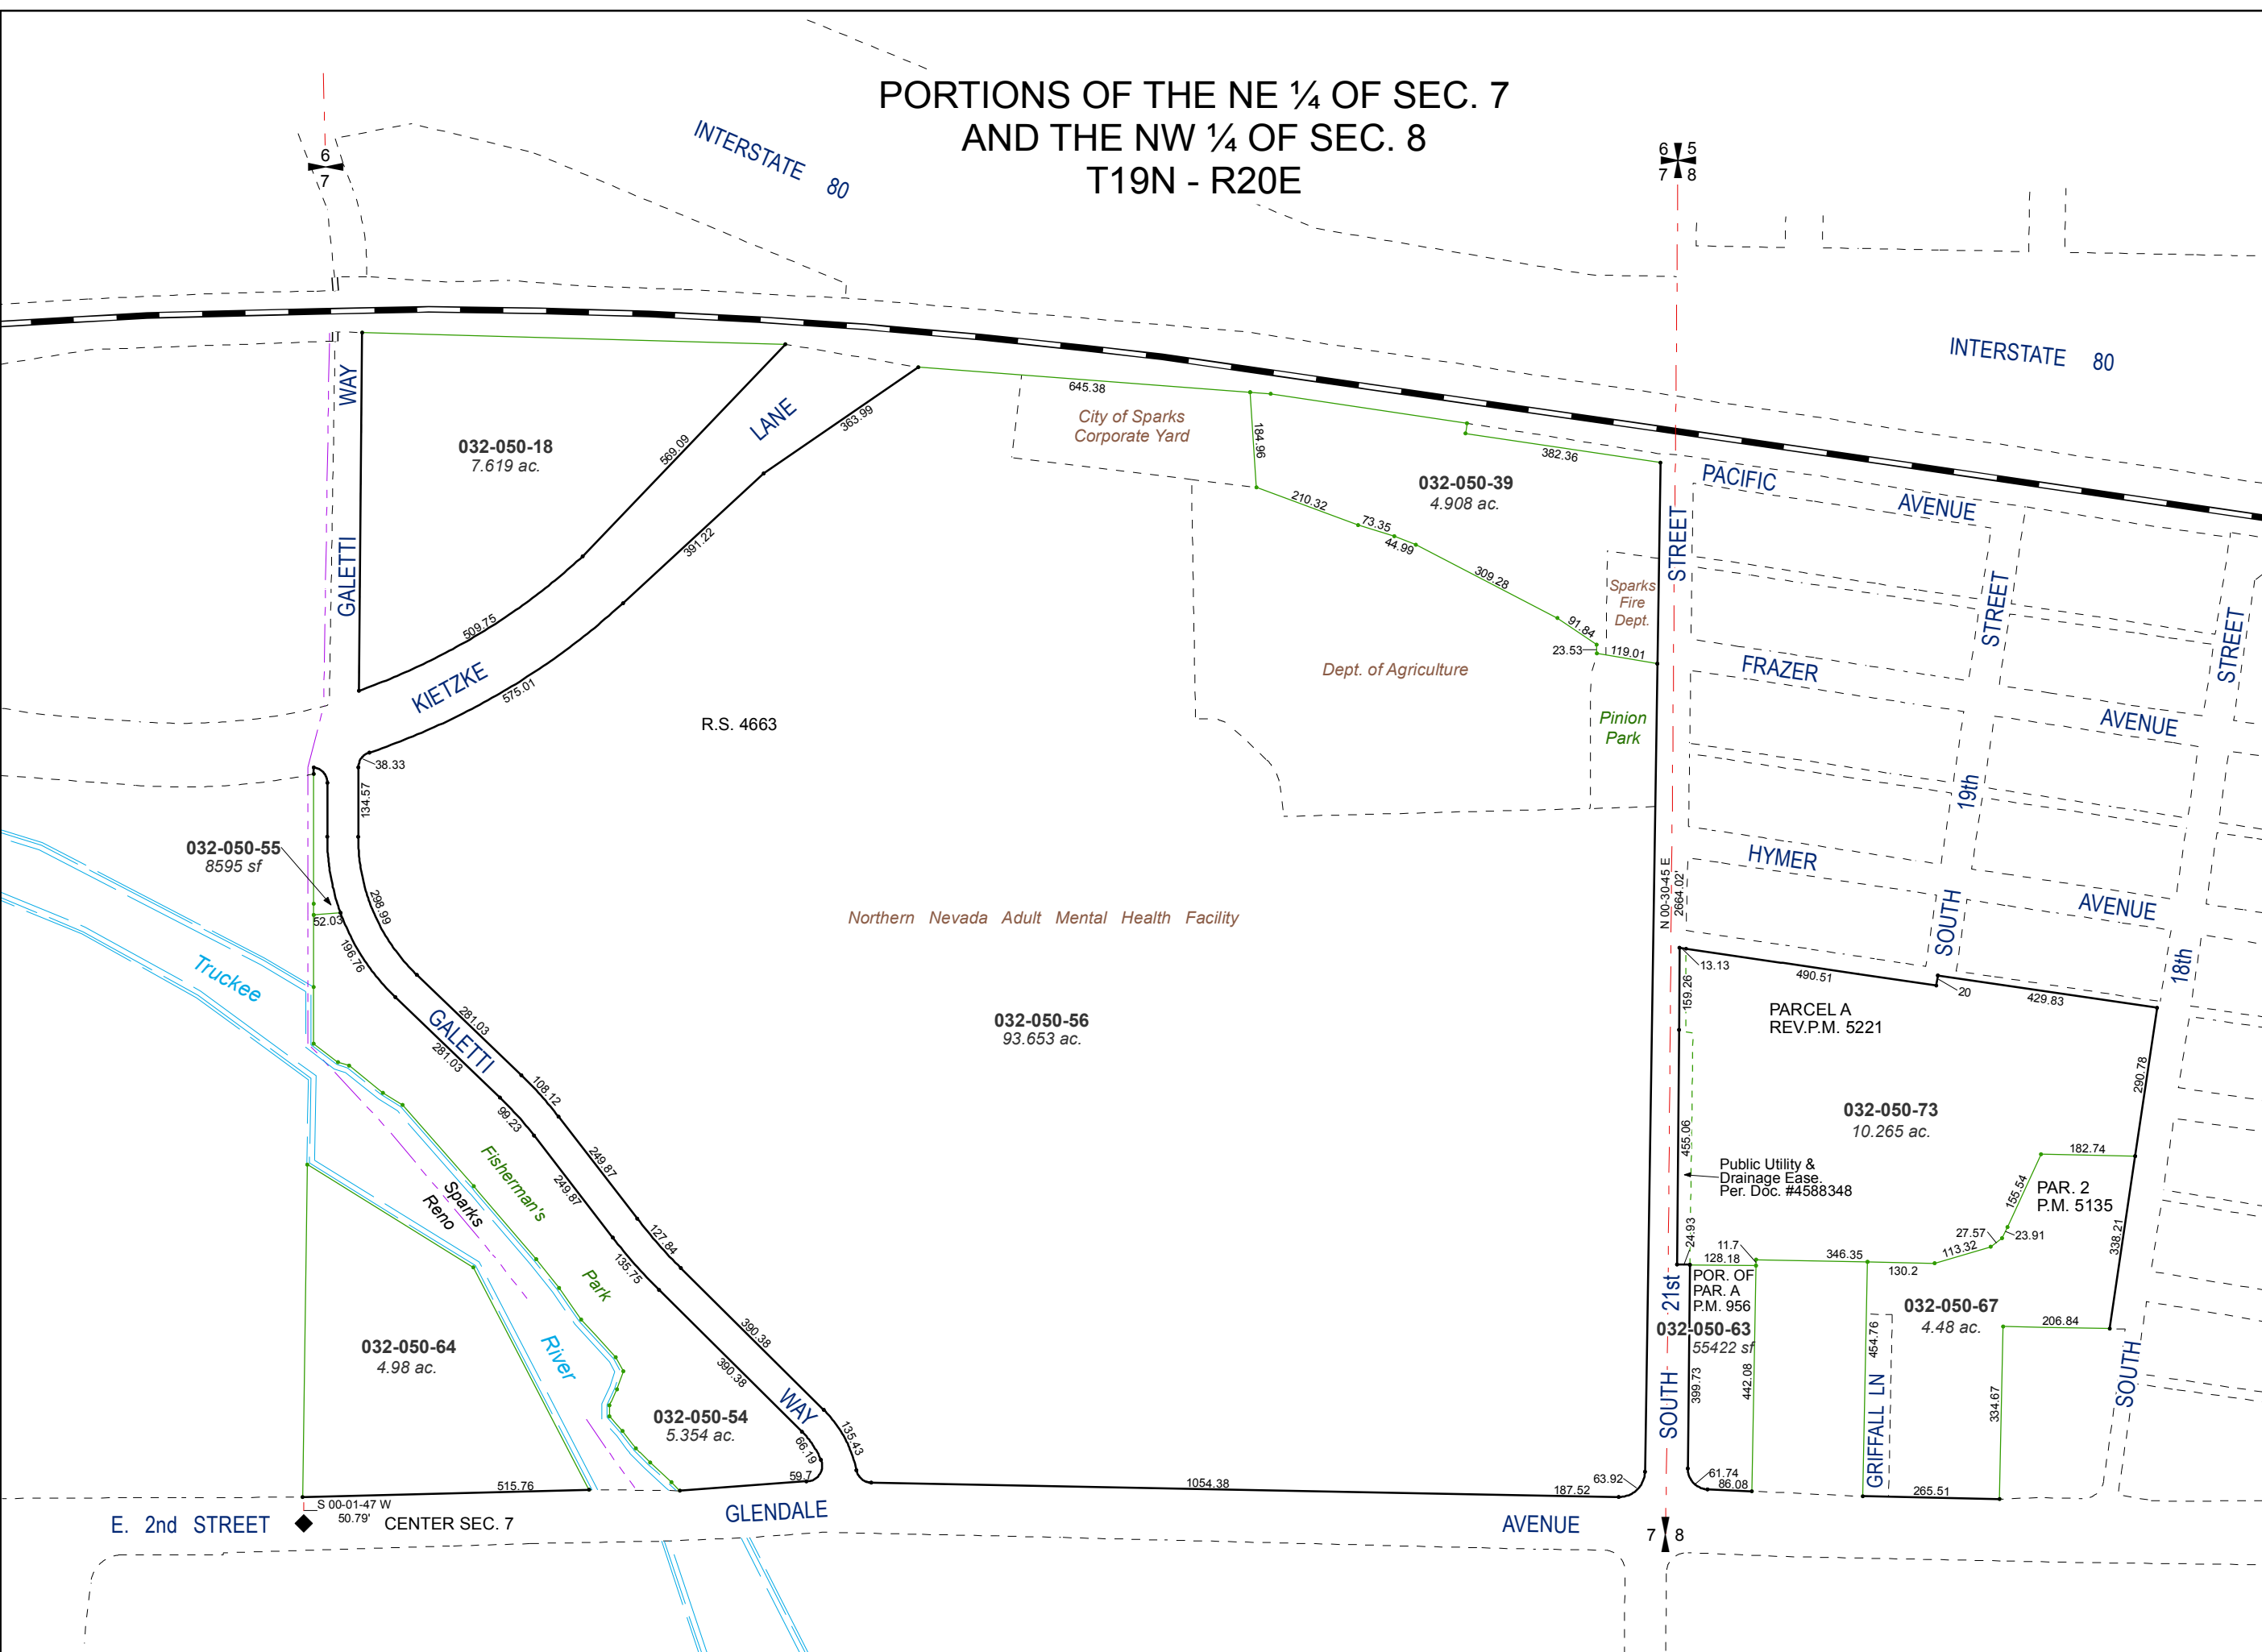 PORTIONS OF THE NE ¼ OF SEC. 7
AND THE NW ¼ OF SEC. 8
T19N - R20E
6
7
6 5
7 8
INTERSTATE 80
INTERSTATE 80
WAY
GALETTI
032-050-18
7.619 ac.
569.09
LANE
363.99
391.22
509.75
KIETZKE
575.01
645.38
City of Sparks
Corporate Yard
184.96
382.36
032-050-39
4.908 ac.
210.32
73.35
44.99
309.28
91.84
23.53
119.01
Sparks
Fire
Dept.
STREET
PACIFIC
AVENUE
STREET
STREET
FRAZER
AVENUE
Dept. of Agriculture
Pinion
Park
R.S. 4663
38.33
134.57
032-050-55
8595 sf
52.03
298.99
196.76
19th
HYMER
AVENUE
SOUTH
18th
N 00-30-45 E
2664.02'
Northern Nevada Adult Mental Health Facility
032-050-56
93.653 ac.
Truckee
GALETTI
281.03
281.03
108.12
99.23
249.87
249.87
127.84
135.75
390.38
390.38
WAY
135.43
66.19
59.7
13.13
490.51
20
429.83
159.26
PARCEL A
REV.P.M. 5221
290.78
032-050-73
10.265 ac.
455.06
Public Utility &
Drainage Ease.
Per. Doc. #4588348
182.74
155.54
PAR. 2
P.M. 5135
27.57
23.91
338.21
24.93
11.7
128.18
346.35
130.2
113.32
POR. OF
PAR. A
P.M. 956
032-050-63
55422 sf
032-050-67
4.48 ac.
206.84
454.76
442.08
399.73
334.67
GRIFFALL LN
SOUTH
21st
SOUTH
Fisherman's
Park
Sparks
Reno
River
032-050-64
4.98 ac.
032-050-54
5.354 ac.
515.76
1054.38
187.52
63.92
61.74
86.08
265.51
S 00-01-47 W
50.79'
E. 2nd STREET
CENTER SEC. 7
GLENDALE
AVENUE
7 8